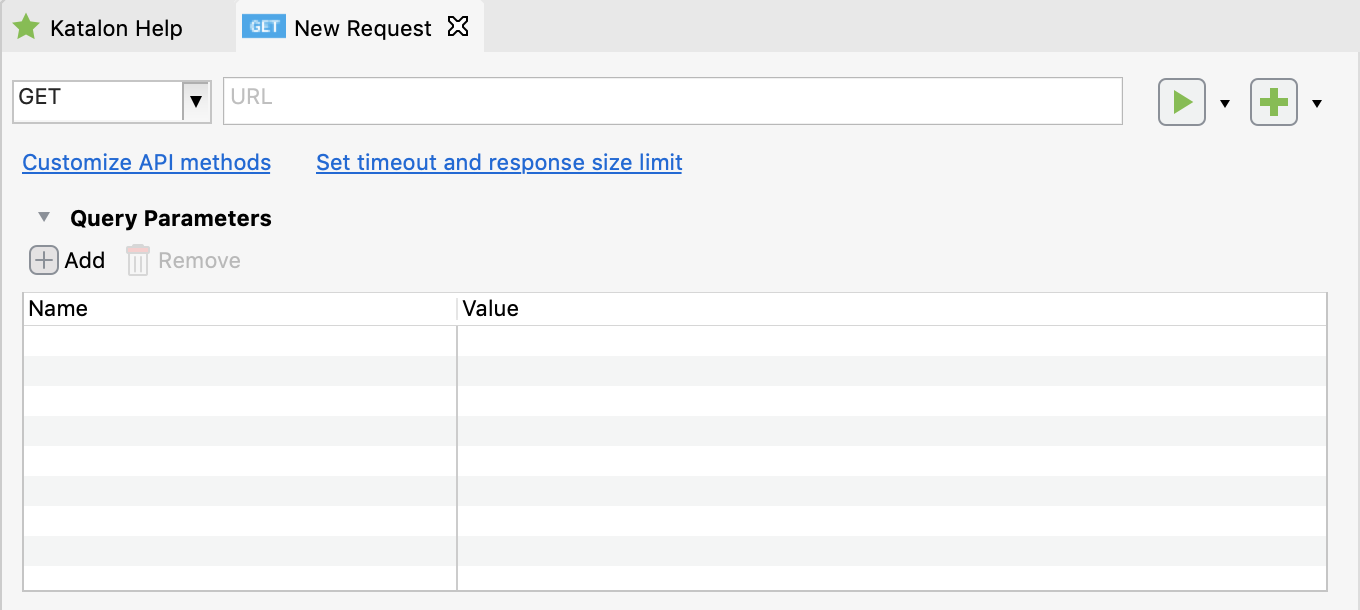 Katalon Help
GET New Request
GET
URL
Customize API methods
Set timeout and response size limit
Query Parameters
Add
Remove
Name
Value